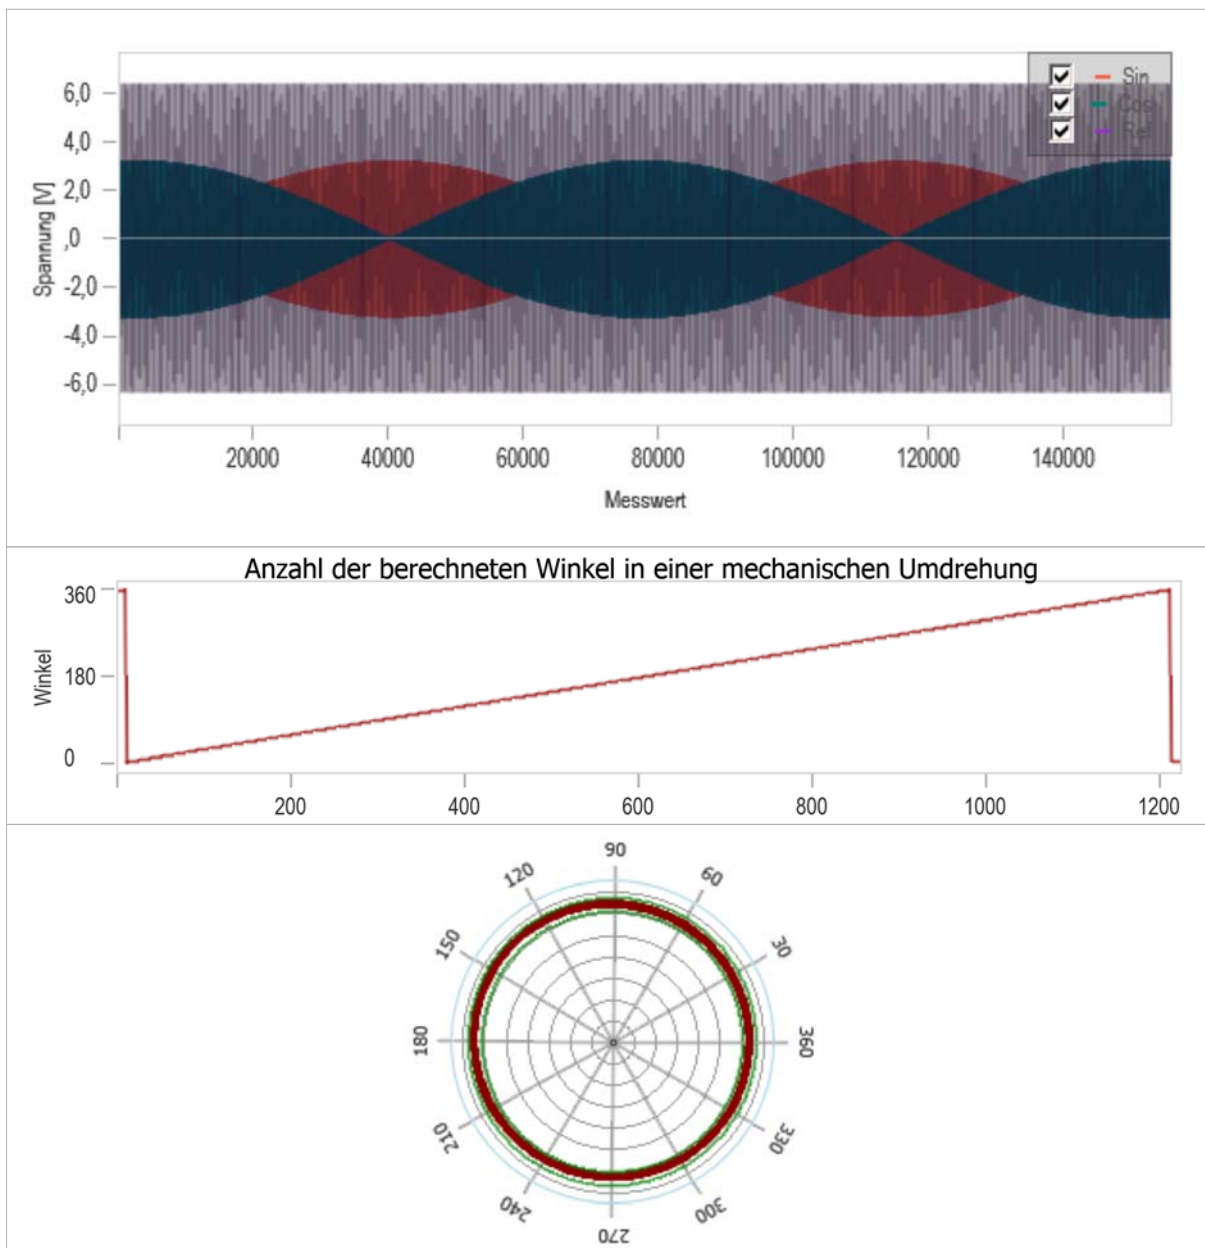 Sin
Cos
Ref
6,0
4,0
2,0
,0
-2,0
-4,0
-6,0
Spannung [V]
20000 40000 60000 80000 100000 120000 140000
Messwert
Anzahl der berechneten Winkel in einer mechanischen Umdrehung
360
180
0
Winkel
200 400 600 800 1000 1200
90
120 60
150 30
180 360
210 330
240 300
270